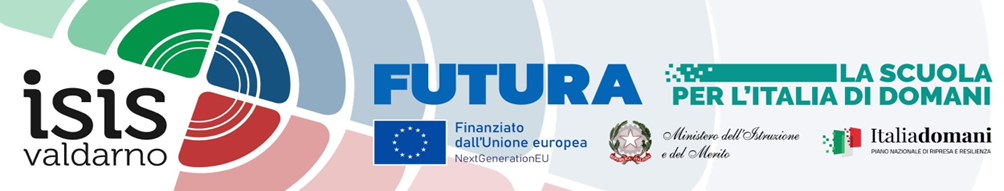 isis
valdarno
FUTURA
LA SCUOLA
PER L'ITALIA DI DOMANI
Finanziato
dall'Unione europea
NextGenerationEU
Ministero dell'Istruzione
e del Merito
Italiadomani
PIANO NAZIONALE DI RIPRESA E RESILIENZA